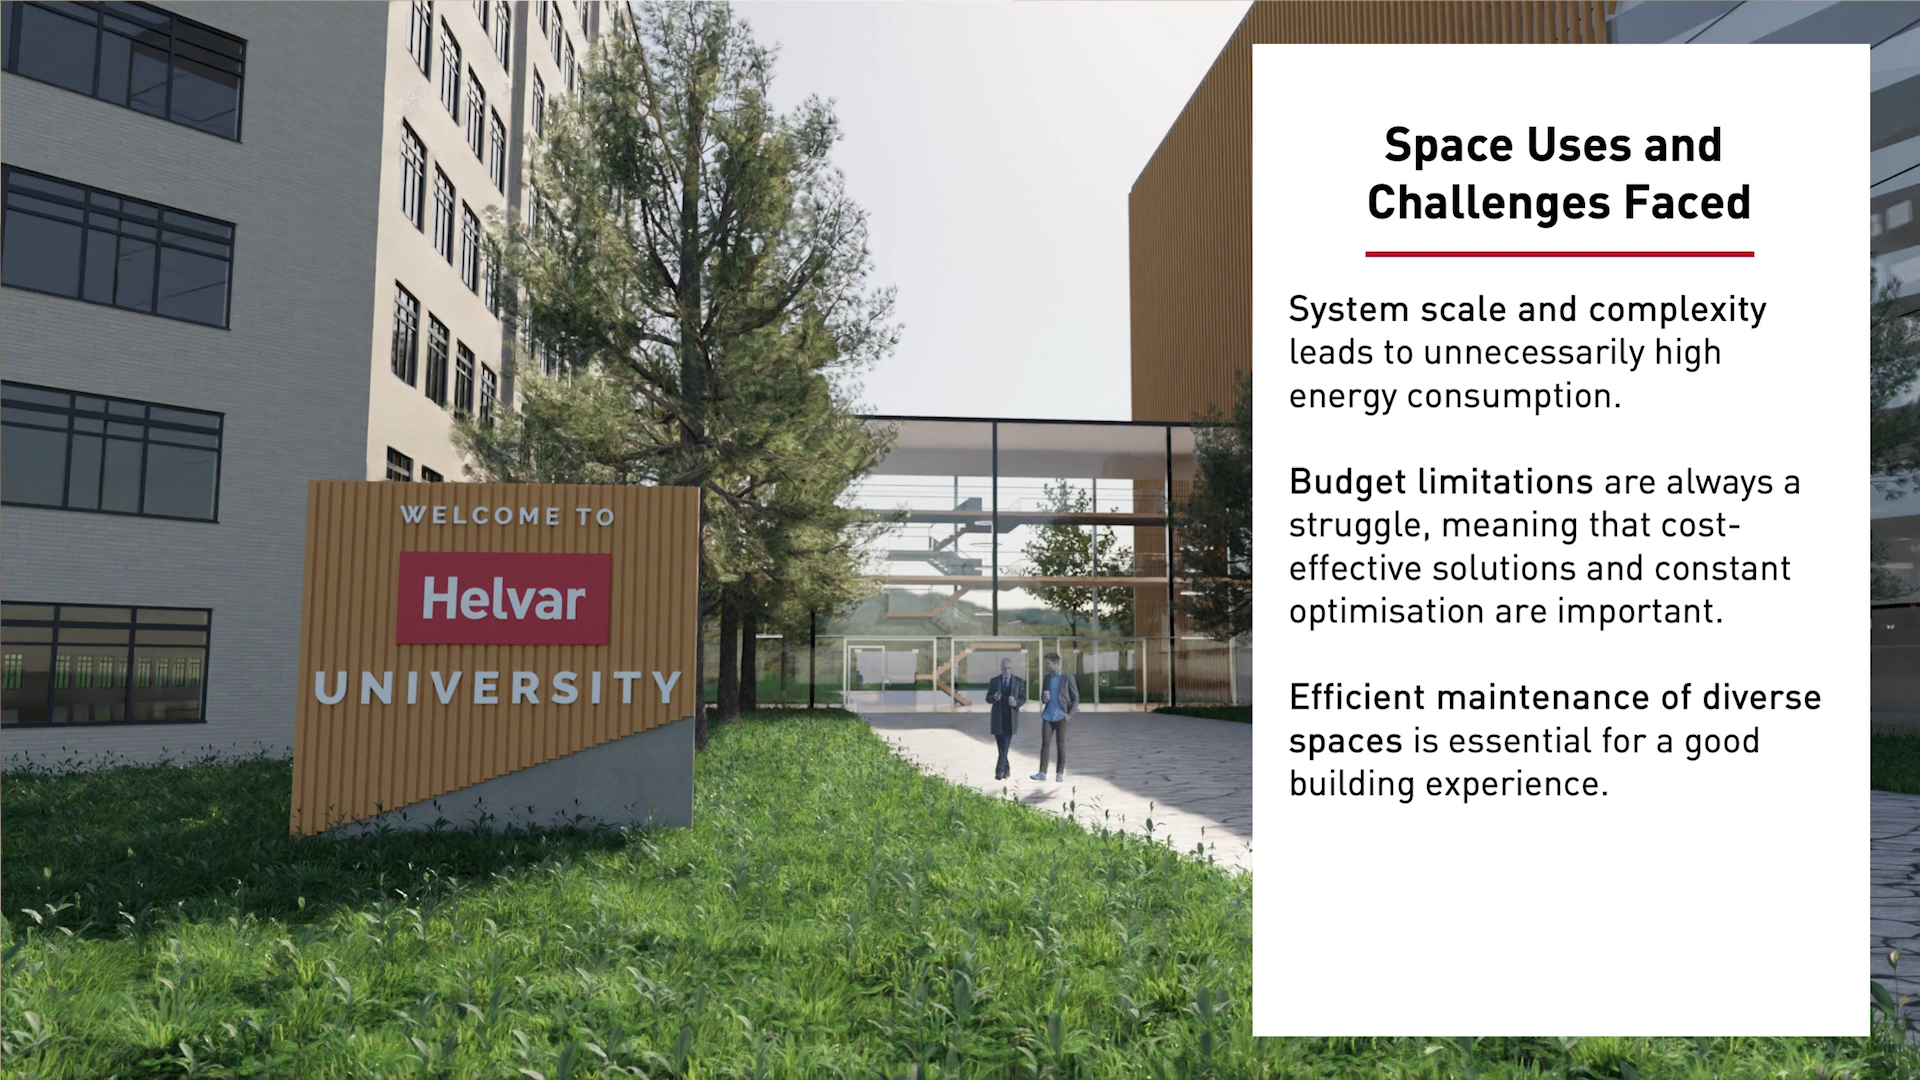 WELCOME TO
Helvar
UNIVERSITY
Space Uses and
Challenges Faced
System scale and complexity
leads to unnecessarily high
energy consumption.
Budget limitations are always a
struggle, meaning that cost-
effective solutions and constant
optimisation are important.
Efficient maintenance of diverse
spaces is essential for a good
building experience.